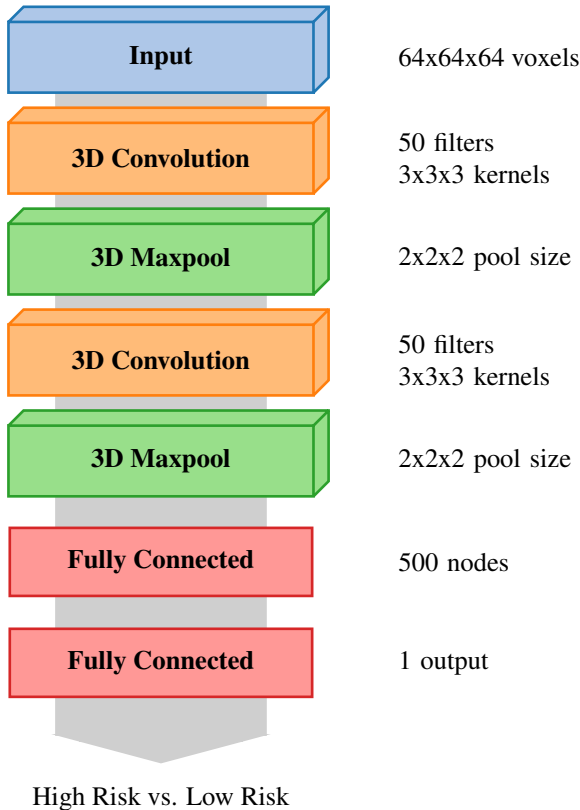 Input
64x64x64 voxels
3D Convolution
50 filters
3x3x3 kernels
3D Maxpool
2x2x2 pool size
3D Convolution
50 filters
3x3x3 kernels
3D Maxpool
2x2x2 pool size
Fully Connected
500 nodes
Fully Connected
1 output
High Risk vs. Low Risk